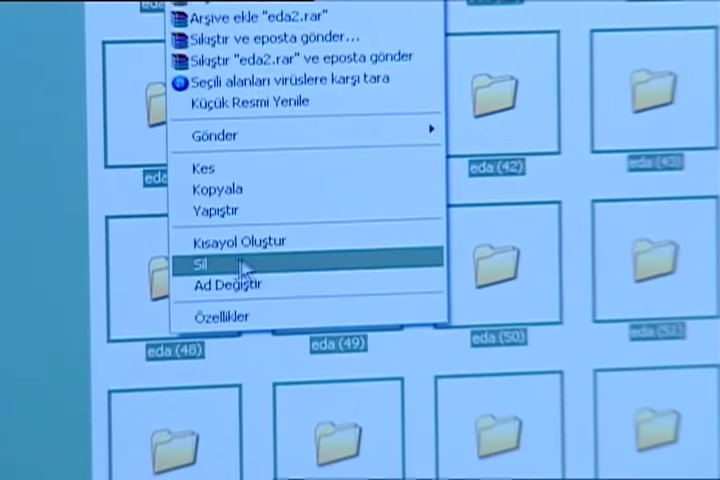 Arşive ekle "eda2.rar"
Sıkıştır ve eposta gönder...
Sıkıştır "eda2.rar" ve eposta gönder
Seçili alanları virüslere karşı tara
Küçük Resmi Yenile
Gönder
Kes
Kopyala
Yapıştır
Kısayol Oluştur
Sil
Ad Değiştir
Özellikler
eda
eda (42)
eda (43)
eda (48)
eda (49)
eda (50)
eda (51)